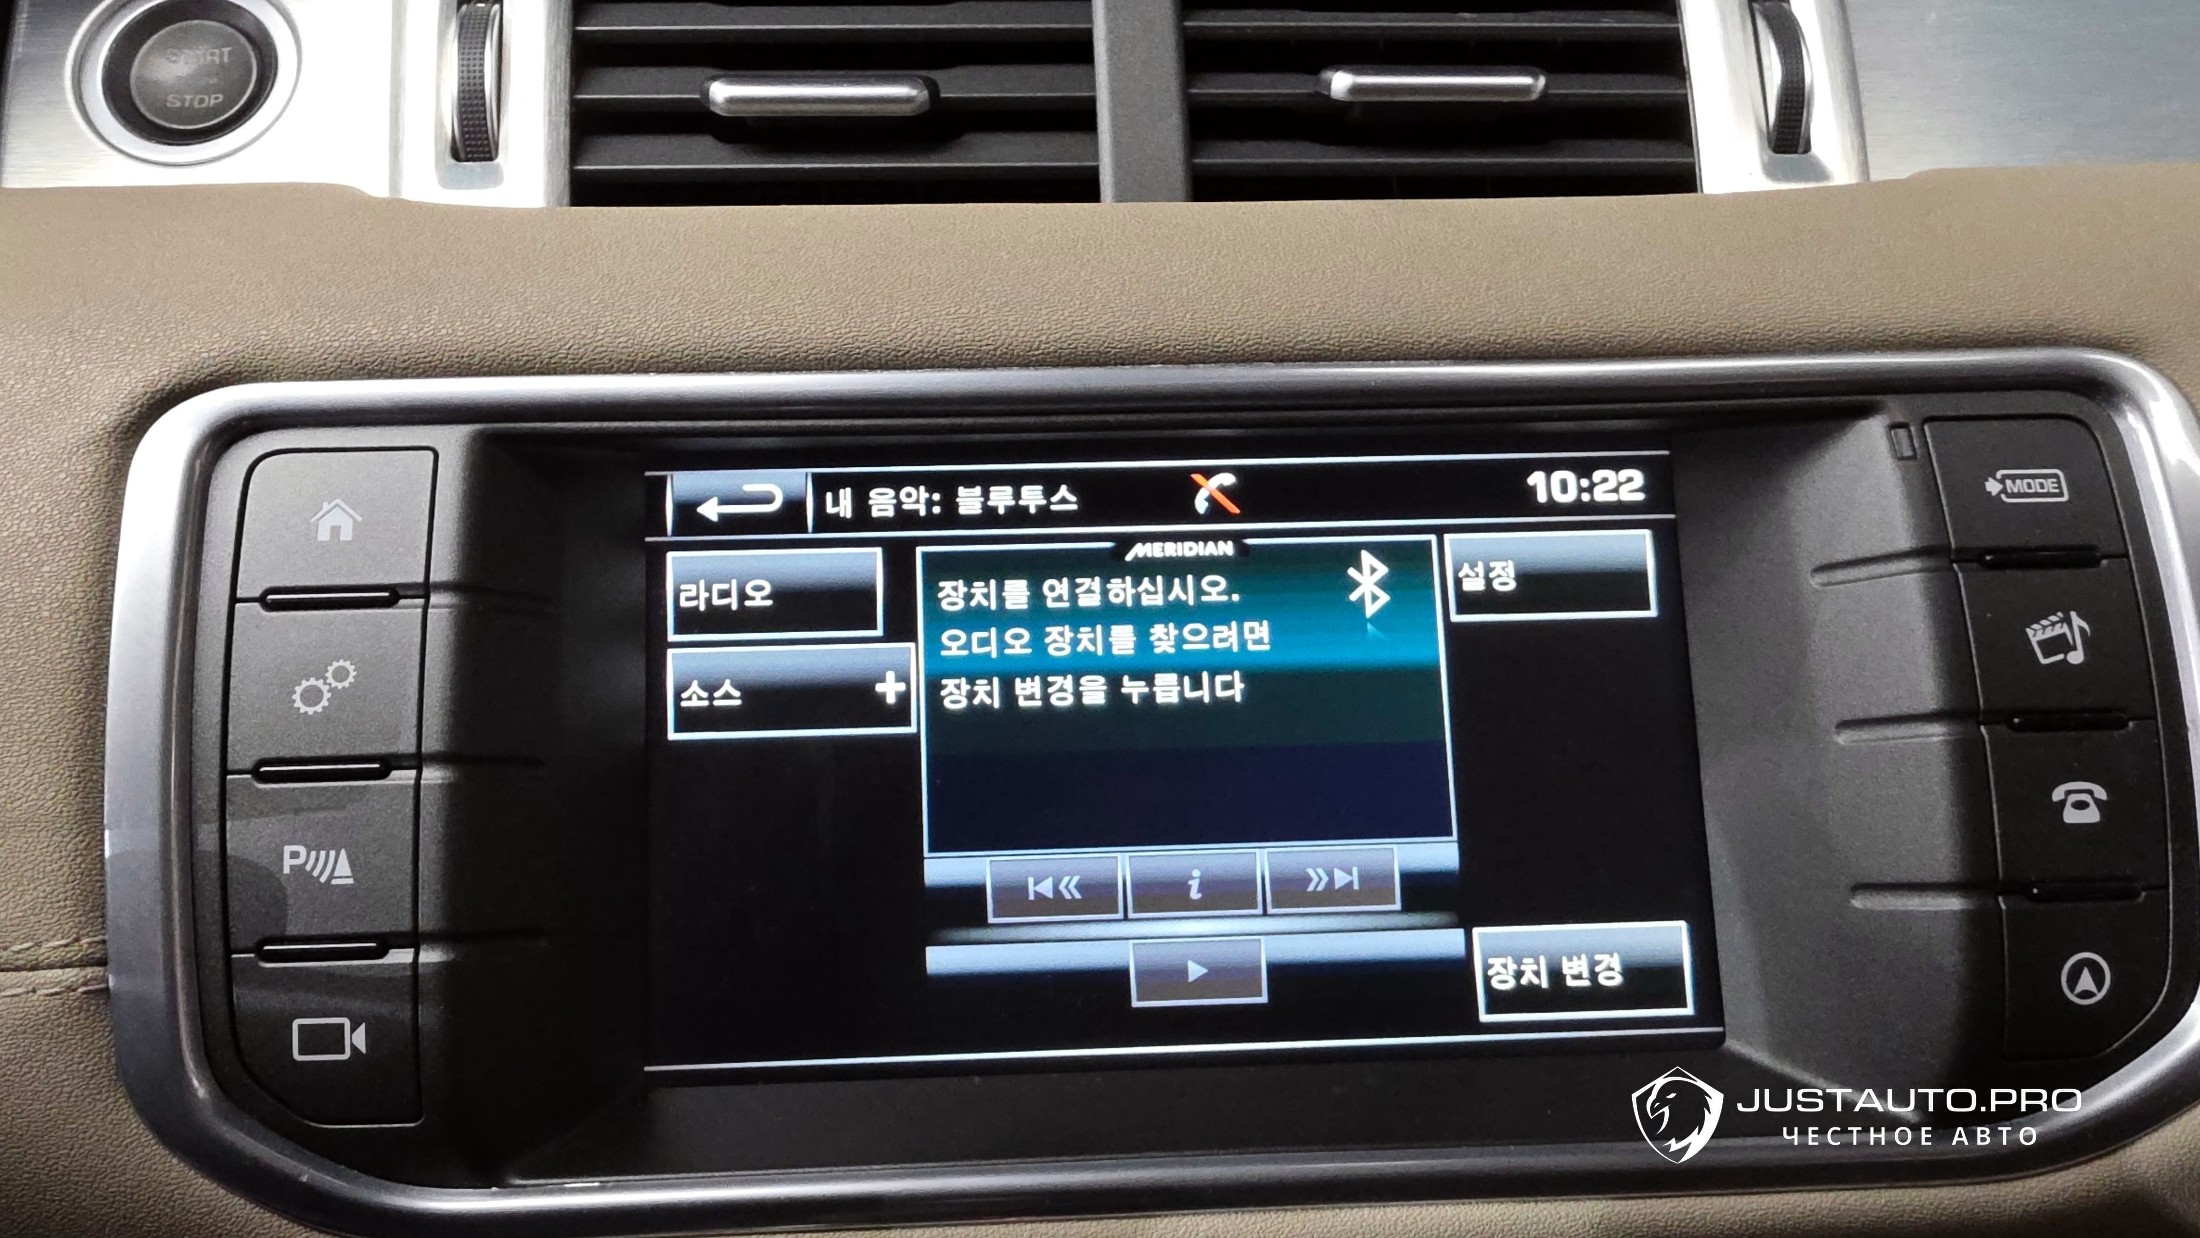 START
STOP
내 음악: 블루투스
10:22
MERIDIAN
라디오
장치를 연결하십시오.
설정
오디오 장치를 찾으려면
소스 +
장치 변경을 누릅니다
i
장치 변경
P
MODE
JUSTAUTO.PRO
ЧЕСТНОЕ АВТО